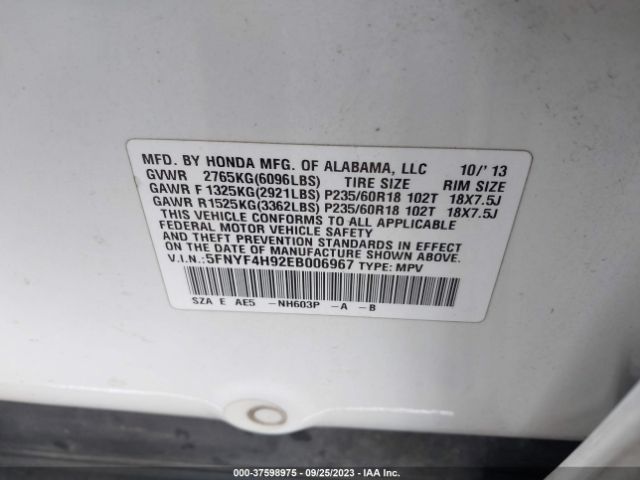 MFD. BY HONDA MFG. OF ALABAMA, LLC 10/'13
GVWR 2765KG(6096LBS) TIRE SIZE RIM SIZE
GAWR F 1325KG(2921LBS) P235/60R18 102T 18X7.5J
GAWR R1525KG(3362LBS) P235/60R18 102T 18X7.5J
THIS VEHICLE CONFORMS TO ALL APPLICABLE
FEDERAL MOTOR VEHICLE SAFETY
AND THEFT PREVENTION STANDARDS IN EFFECT
ON THE DATE OF MANUFACTURE SHOWN ABOVE.
V.I.N.:5FNYF4H92EB006967 TYPE: MPV
SZA E AE5 -NH603P -A -B
000-37598975 - 09/25/2023 - IAA Inc.